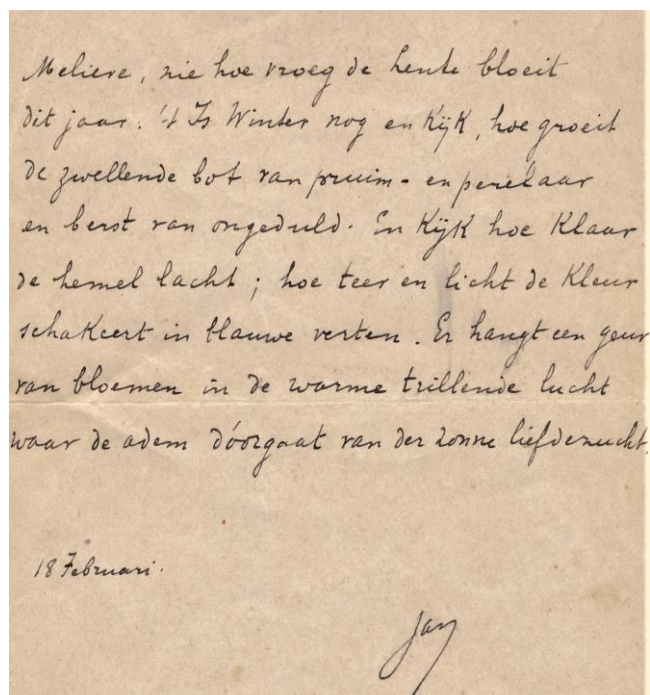 Meliere, zie hoe vroeg de lente bloeit
dit jaar. 't Is Winter nog en Kijk, hoe groeit
de zwellende bot van pruim- en perelaar
en berst van ongeduld. En Kijk hoe Klaar
de hemel lacht; hoe teer en licht de Kleur
schakeert in blauwe verten. Er hangt een geur
van bloemen in de warme trillende lucht
waar de adem dóorgaat van der zonne liefdezucht.
18 Februari.
Jan